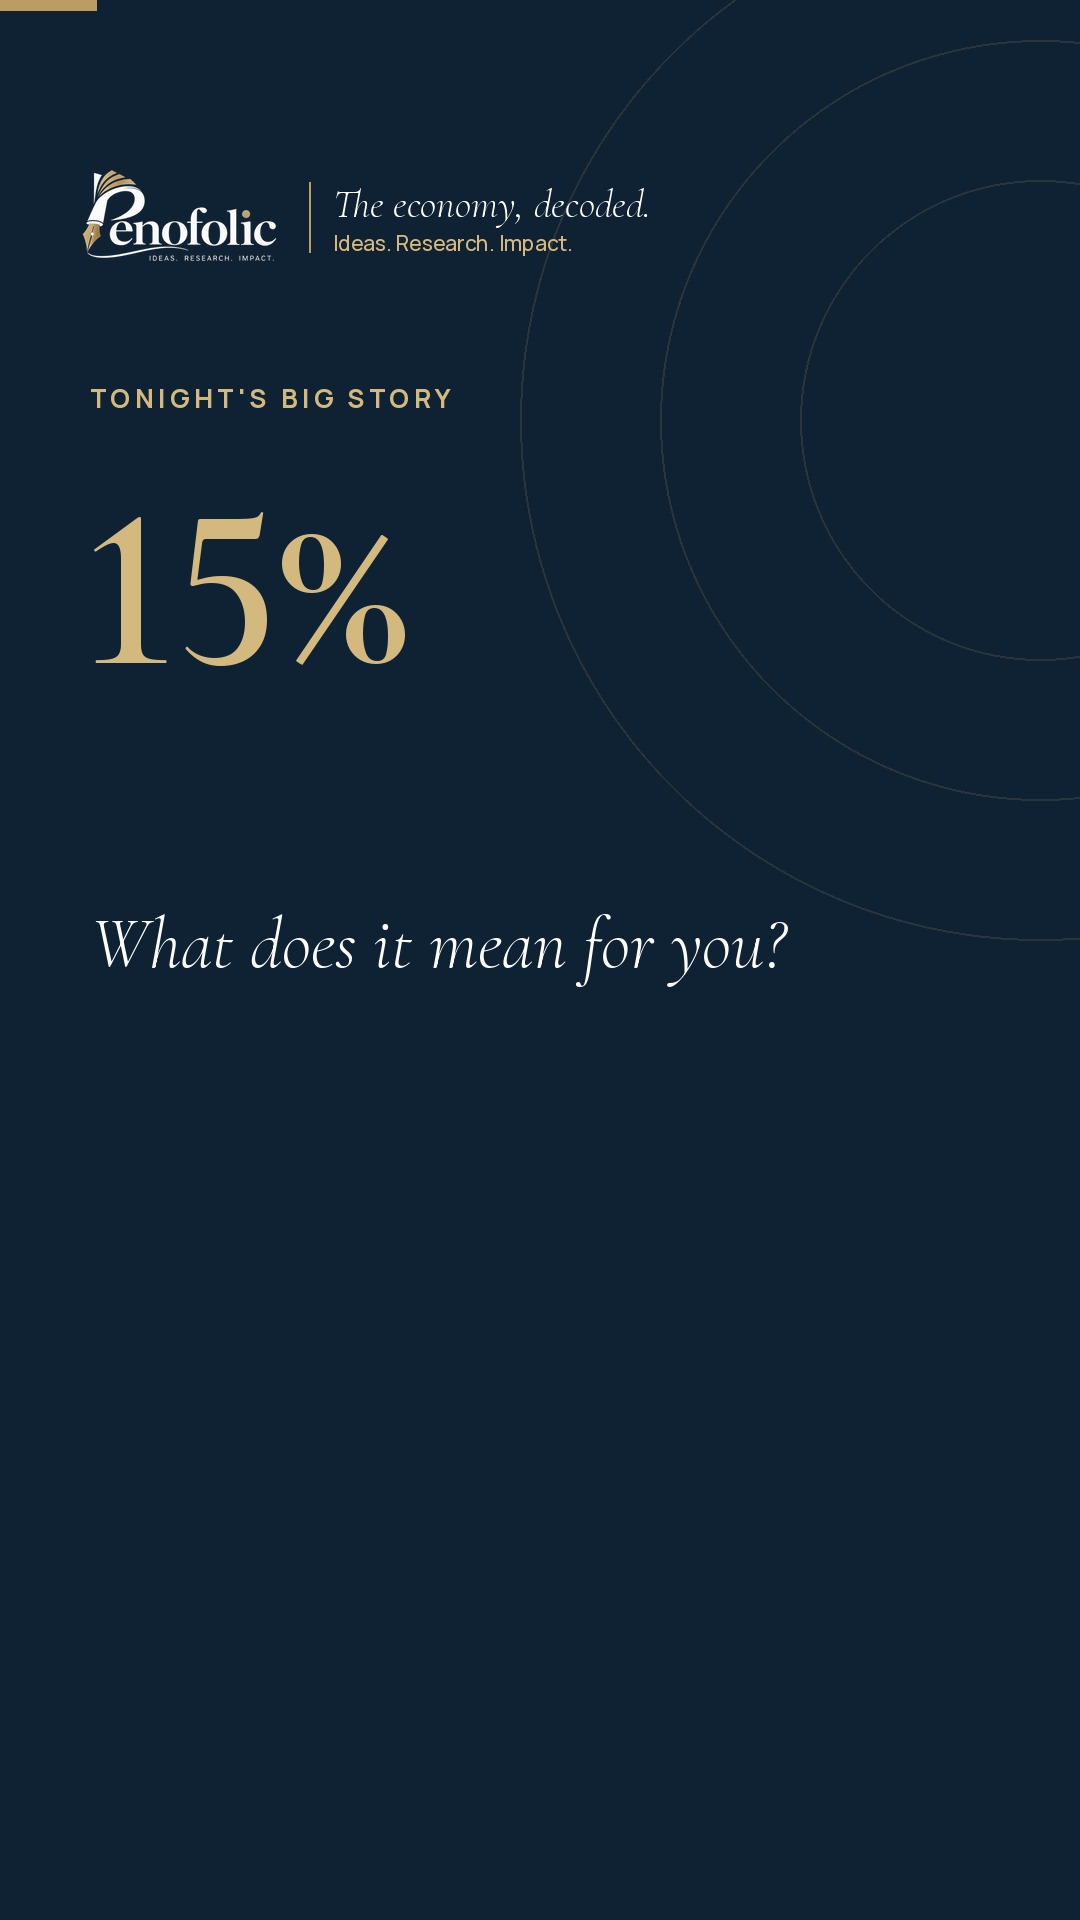 Penofolic
IDEAS. RESEARCH. IMPACT.
The economy, decoded.
Ideas. Research. Impact.
TONIGHT'S BIG STORY
15%
What does it mean for you?